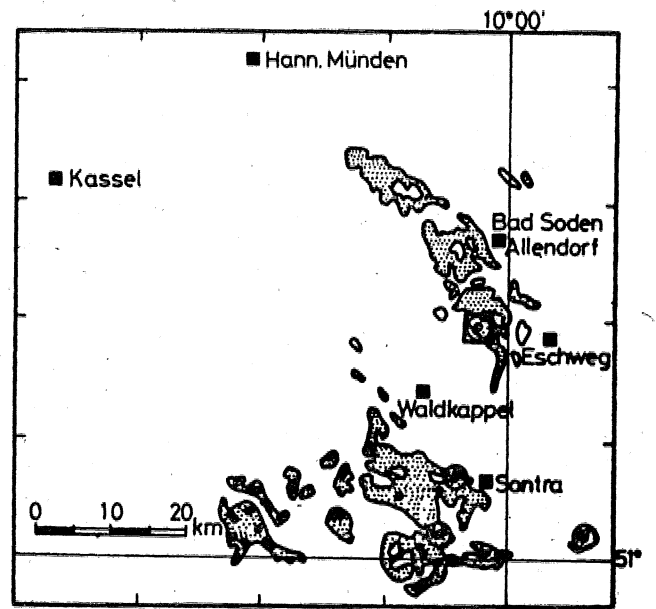 10°00'
Hann. Münden
Kassel
Bad Soden
Allendorf
Eschweg
Waldkappel
Sontra
0 10 20 km
51°